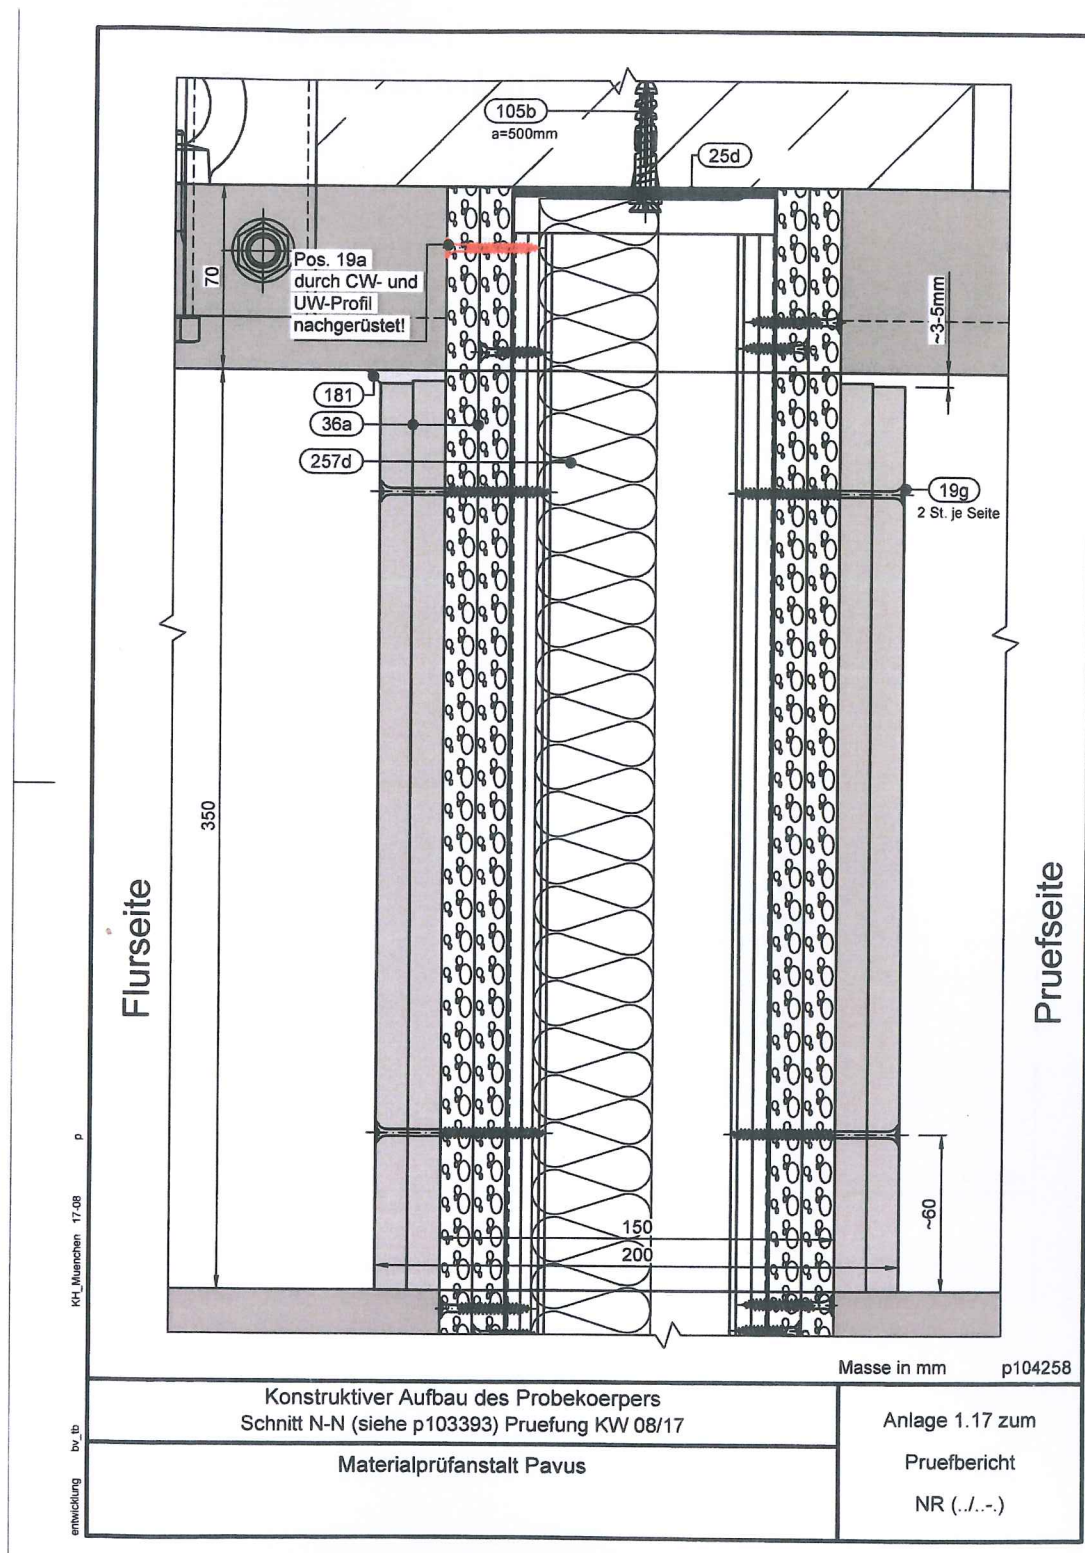 105b
a=500mm
25d
Pos. 19a
durch CW- und
UW-Profil
nachgerüstet!
70
~3-5mm
181
36a
257d
19g
2 St. je Seite
350
Flurseite
Pruefseite
150
200
~60
Masse in mm
p104258
Konstruktiver Aufbau des Probekoerpers
Schnitt N-N (siehe p103393) Pruefung KW 08/17
Materialprüfanstalt Pavus
Anlage 1.17 zum
Pruefbericht
NR (../..-.)
entwicklung bv_tb KH_Muenchen 17-08 p